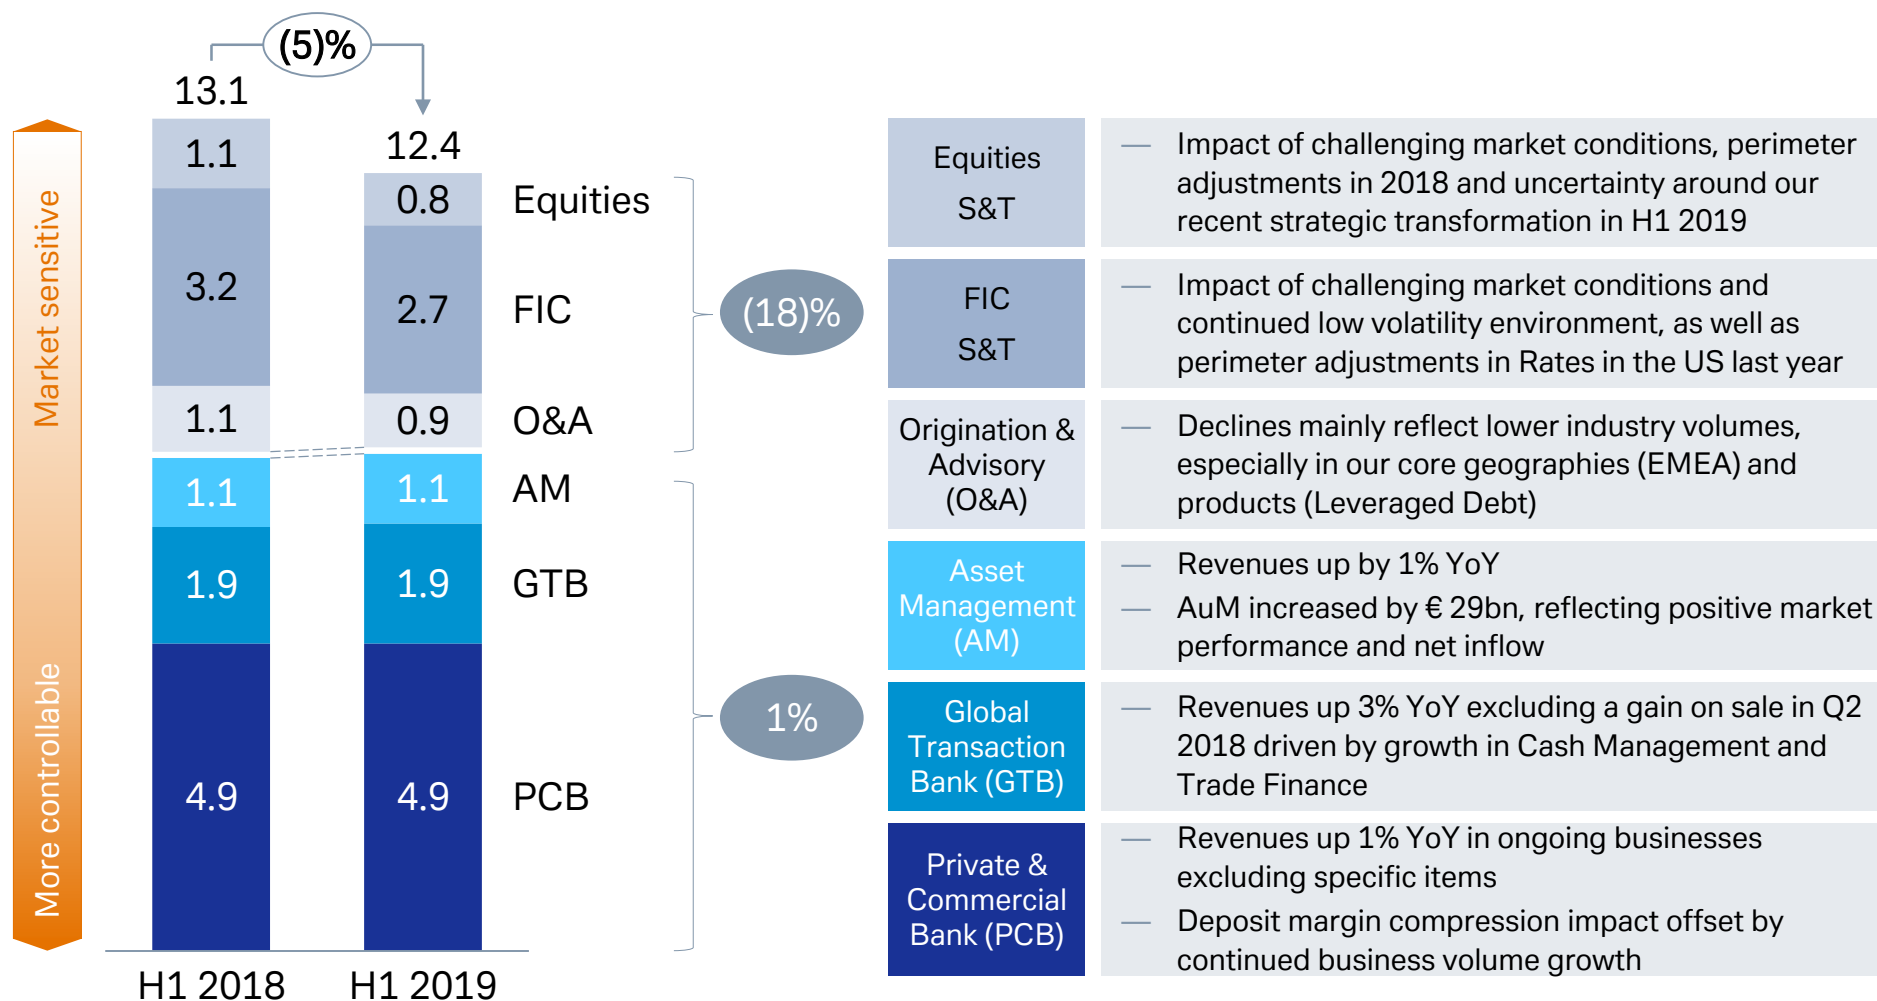 (5)%
13.1
12.4
Market sensitive
More controllable
1.1
3.2
1.1
1.1
1.9
4.9
0.8
2.7
0.9
1.1
1.9
4.9
Equities
FIC
O&A
AM
GTB
PCB
(18)%
1%
H1 2018
H1 2019
Equities
S&T
— Impact of challenging market conditions, perimeter
adjustments in 2018 and uncertainty around our
recent strategic transformation in H1 2019
FIC
S&T
— Impact of challenging market conditions and
continued low volatility environment, as well as
perimeter adjustments in Rates in the US last year
Origination &
Advisory
(O&A)
— Declines mainly reflect lower industry volumes,
especially in our core geographies (EMEA) and
products (Leveraged Debt)
Asset
Management
(AM)
— Revenues up by 1% YoY
— AuM increased by € 29bn, reflecting positive market
performance and net inflow
Global
Transaction
Bank (GTB)
— Revenues up 3% YoY excluding a gain on sale in Q2
2018 driven by growth in Cash Management and
Trade Finance
Private &
Commercial
Bank (PCB)
— Revenues up 1% YoY in ongoing businesses
excluding specific items
— Deposit margin compression impact offset by
continued business volume growth